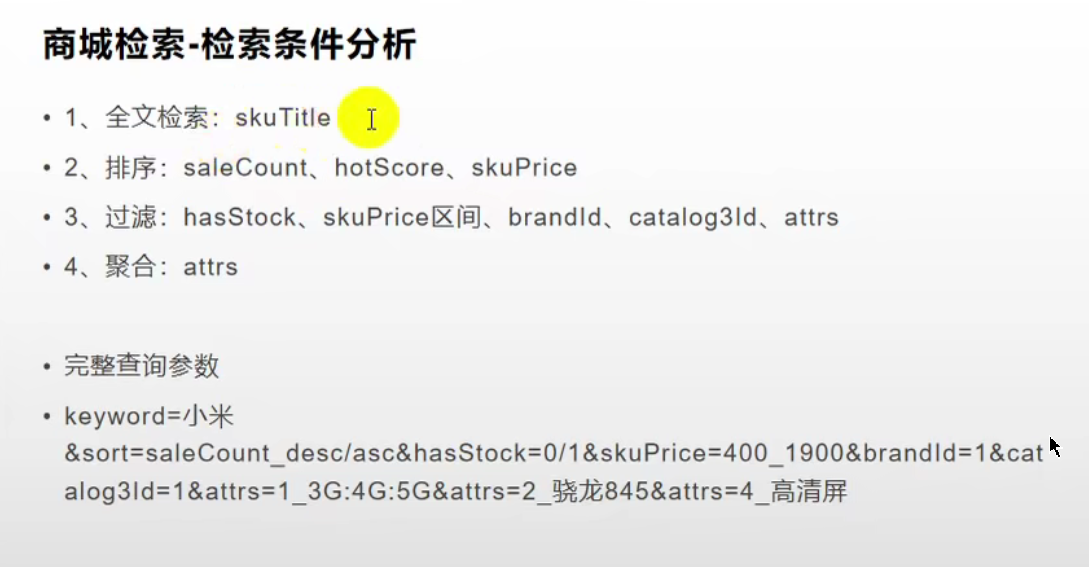 商城检索-检索条件分析
• 1、全文检索：skuTitle
• 2、排序：saleCount、hotScore、skuPrice
• 3、过滤：hasStock、skuPrice区间、brandId、catalog3Id、attrs
• 4、聚合：attrs
• 完整查询参数
• keyword=小米
&sort=saleCount_desc/asc&hasStock=0/1&skuPrice=400_1900&brandId=1&cat
alog3Id=1&attrs=1_3G:4G:5G&attrs=2_骁龙845&attrs=4_高清屏